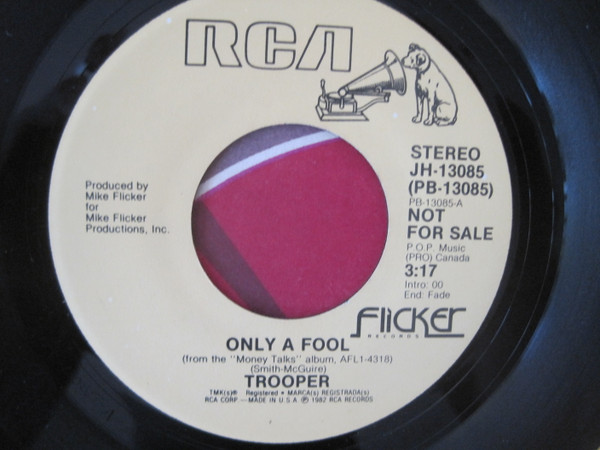 RCA
STEREO
JH-13085
(PB-13085)
PB-13085-A
NOT
FOR SALE
P.O.P. Music
(PRO) Canada
3:17
Intro: 00
End: Fade
Produced by
Mike Flicker
for
Mike Flicker
Productions, Inc.
Flicker
RECORDS
ONLY A FOOL
(from the "Money Talks" album, AFL1-4318)
(Smith-McGuire)
TROOPER
TMK(s)® Registered • MARCA(s) REGISTRADA(s)
RCA CORP.—MADE IN U.S.A. ℗ 1982 RCA RECORDS